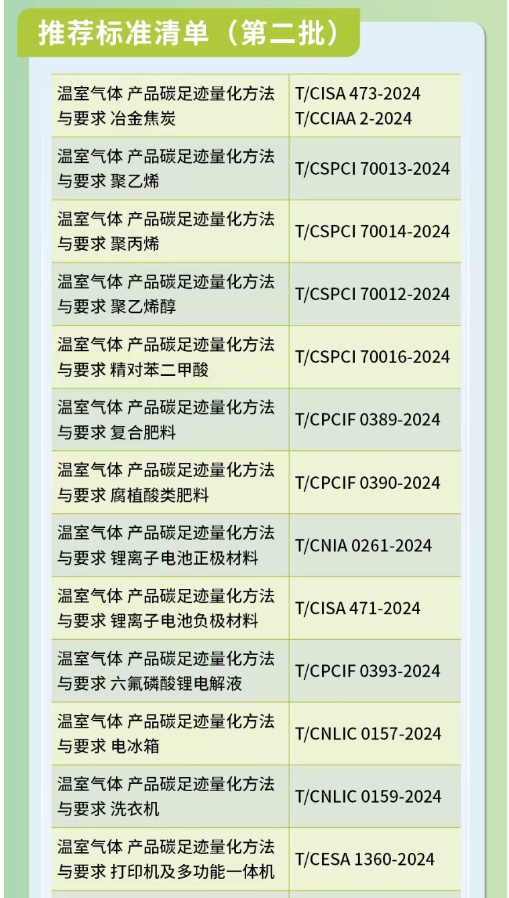 推荐标准清单（第二批）
温室气体 产品碳足迹量化方法
与要求 冶金焦炭
T/CISA 473-2024
T/CCIAA 2-2024
温室气体 产品碳足迹量化方法
与要求 聚乙烯
T/CSPCI 70013-2024
温室气体 产品碳足迹量化方法
与要求 聚丙烯
T/CSPCI 70014-2024
温室气体 产品碳足迹量化方法
与要求 聚乙烯醇
T/CSPCI 70012-2024
温室气体 产品碳足迹量化方法
与要求 精对苯二甲酸
T/CSPCI 70016-2024
温室气体 产品碳足迹量化方法
与要求 复合肥料
T/CPCIF 0389-2024
温室气体 产品碳足迹量化方法
与要求 腐植酸类肥料
T/CPCIF 0390-2024
温室气体 产品碳足迹量化方法
与要求 锂离子电池正极材料
T/CNIA 0261-2024
温室气体 产品碳足迹量化方法
与要求 锂离子电池负极材料
T/CISA 471-2024
温室气体 产品碳足迹量化方法
与要求 六氟磷酸锂电解液
T/CPCIF 0393-2024
温室气体 产品碳足迹量化方法
与要求 电冰箱
T/CNLIC 0157-2024
温室气体 产品碳足迹量化方法
与要求 洗衣机
T/CNLIC 0159-2024
温室气体 产品碳足迹量化方法
与要求 打印机及多功能一体机
T/CESA 1360-2024